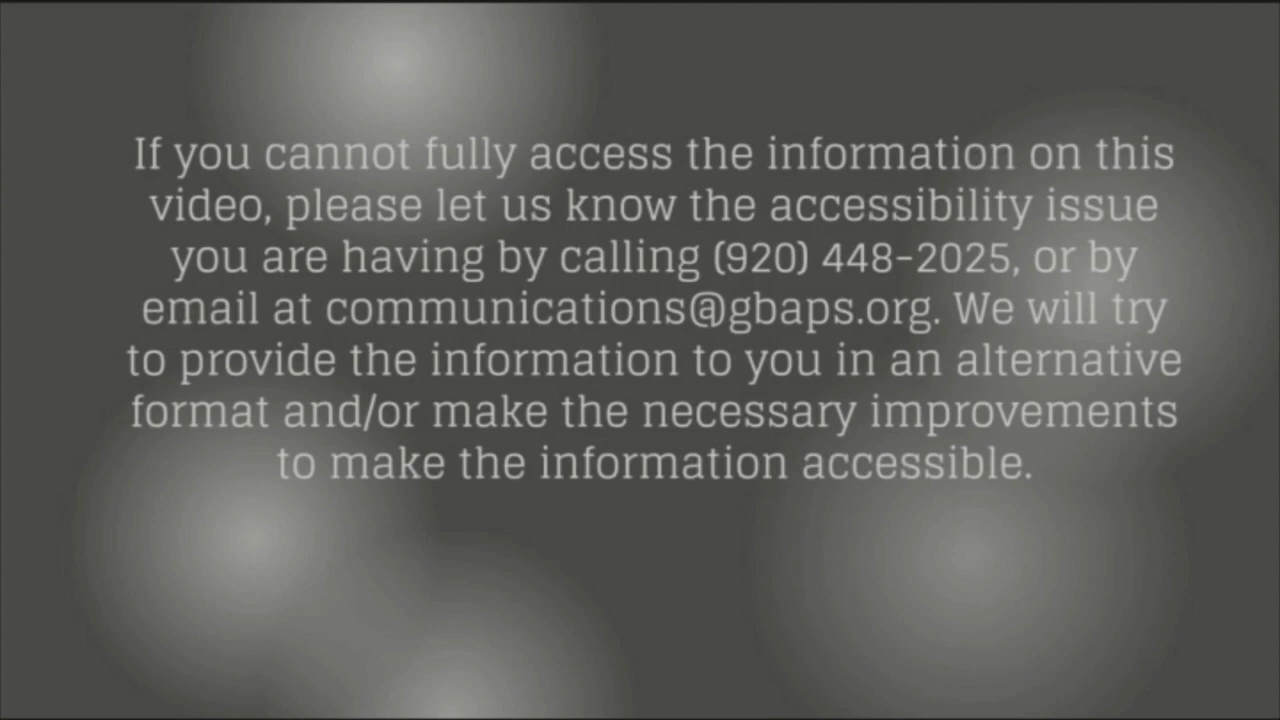 If you cannot fully access the information on this
video, please let us know the accessibility issue
you are having by calling (920) 448-2025, or by
email at communications@gbaps.org. We will try
to provide the information to you in an alternative
format and/or make the necessary improvements
to make the information accessible.